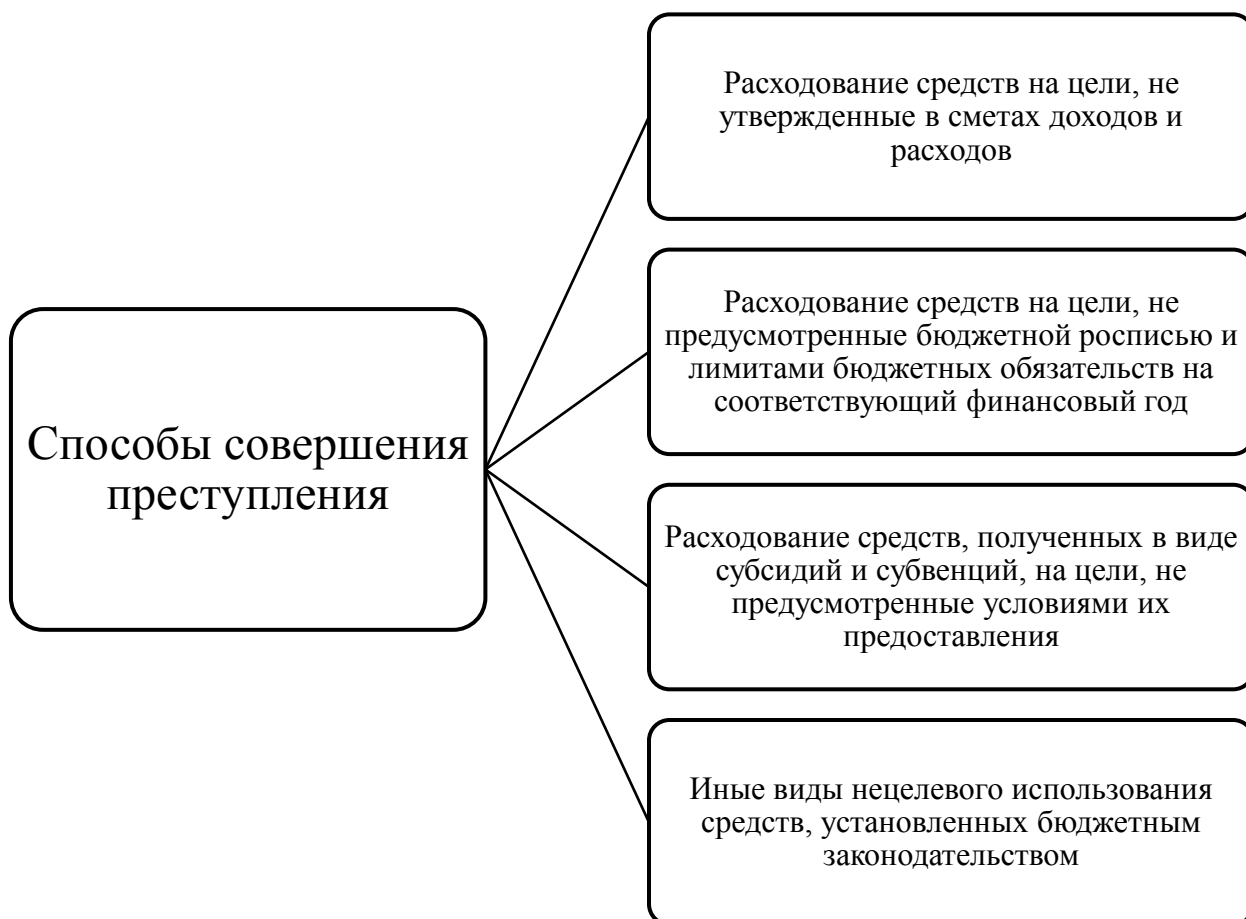 Способы совершения
преступления
Расходование средств на цели, не
утвержденные в сметах доходов и
расходов
Расходование средств на цели, не
предусмотренные бюджетной росписью и
лимитами бюджетных обязательств на
соответствующий финансовый год
Расходование средств, полученных в виде
субсидий и субвенций, на цели, не
предусмотренные условиями их
предоставления
Иные виды нецелевого использования
средств, установленных бюджетным
законодательством